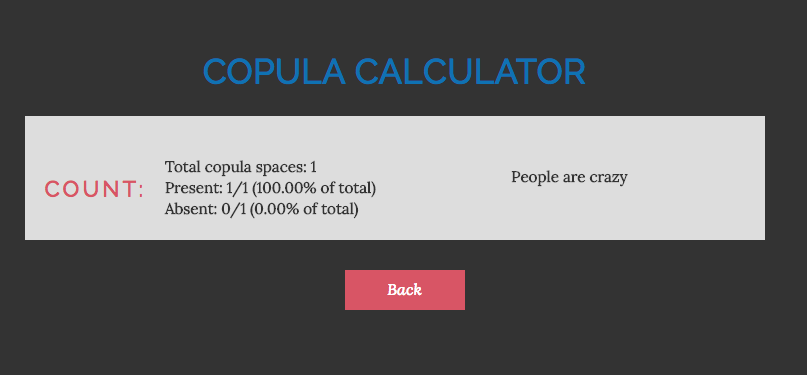 COPULA CALCULATOR
COUNT:
Total copula spaces: 1
Present: 1/1 (100.00% of total)
Absent: 0/1 (0.00% of total)
People are crazy
Back